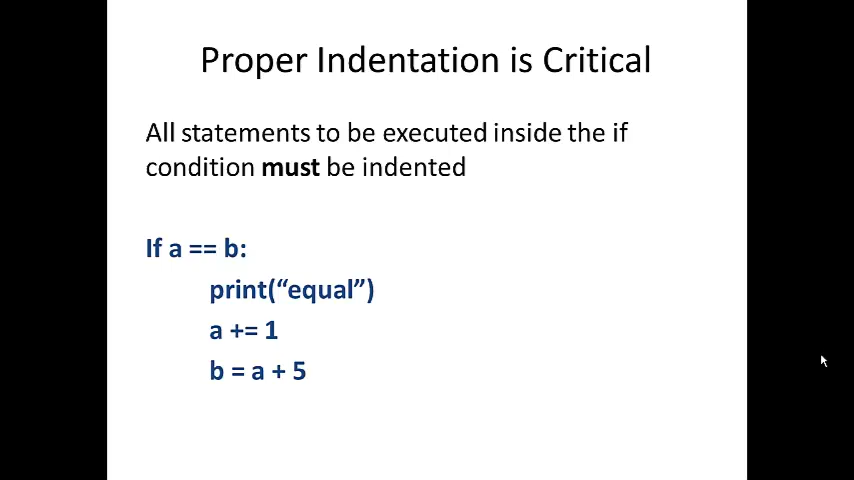 Proper Indentation is Critical
All statements to be executed inside the if
condition must be indented
If a == b:
print(“equal”)
a += 1
b = a + 5